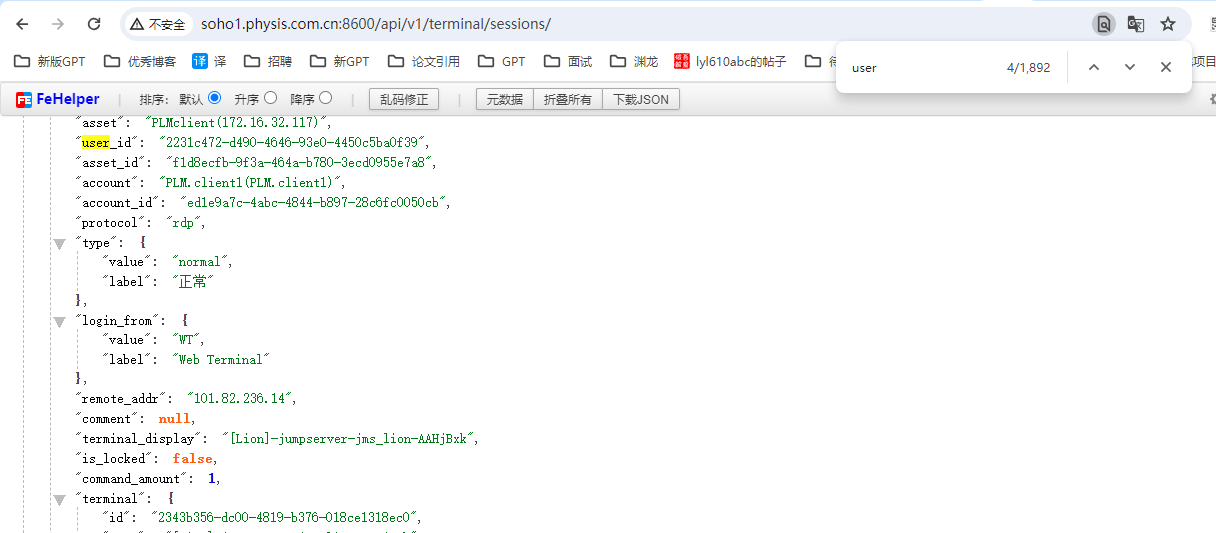 不安全 soho1.physis.com.cn:8600/api/v1/terminal/sessions/
新版GPT 优秀博客 译 译 招聘 新GPT 论文引用 GPT 面试 渊龙 lyl610abc的帖子
user 4/1,892
项目
FeHelper 排序: 默认 升序 降序 乱码修正 元数据 折叠所有 下载JSON
"asset": "PLMclient(172.16.32.117)",
"user_id": "2231c472-d490-4646-93e0-4450c5ba0f39",
"asset_id": "f1d8ecfb-9f3a-464a-b780-3ecd0955e7a8",
"account": "PLM.client1(PLM.client1)",
"account_id": "ed1e9a7c-4abc-4844-b897-28c6fc0050cb",
"protocol": "rdp",
"type": {
"value": "normal",
"label": "正常"
},
"login_from": {
"value": "WT",
"label": "Web Terminal"
},
"remote_addr": "101.82.236.14",
"comment": null,
"terminal_display": "[Lion]-jumpserver-jms_lion-AAHjBxk",
"is_locked": false,
"command_amount": 1,
"terminal": {
"id": "2343b356-dc00-4819-b376-018ce1318ec0",